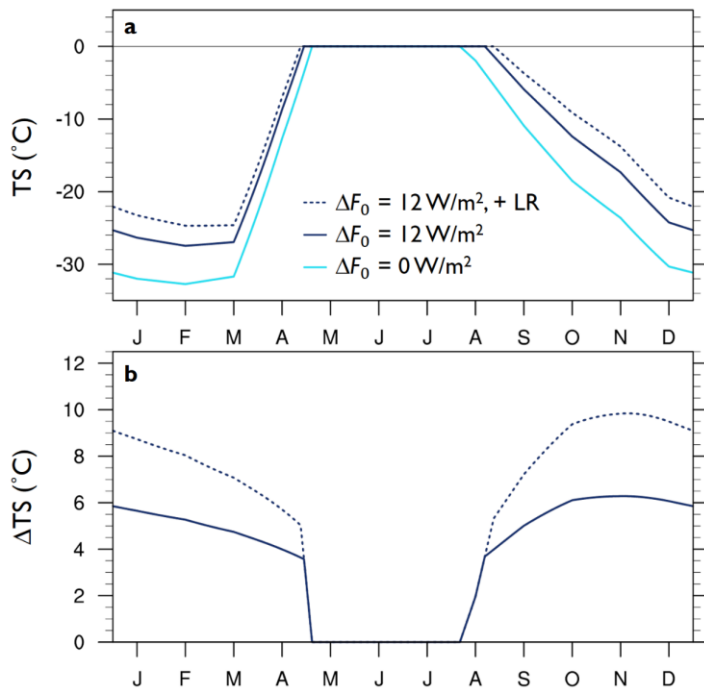 a
TS (˚C)
0
-10
-20
-30
ΔF₀ = 12 W/m², + LR
ΔF₀ = 12 W/m²
ΔF₀ = 0 W/m²
J F M A M J J A S O N D
b
ΔTS (˚C)
12
10
8
6
4
2
0
J F M A M J J A S O N D